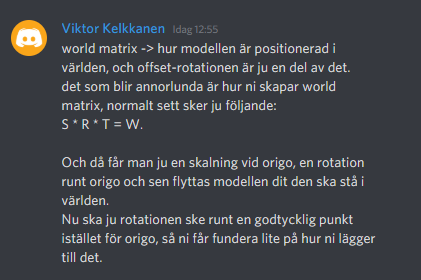 Viktor Kelkkanen Idag 12:55
world matrix -> hur modellen är positionerad i
världen, och offset-rotationen är ju en del av det.
det som blir annorlunda är hur ni skapar world
matrix, normalt sett sker ju följande:
S * R * T = W.
Och då får man ju en skalning vid origo, en rotation
runt origo och sen flyttas modellen dit den ska stå i
världen.
Nu ska ju rotationen ske runt en godtycklig punkt
istället för origo, så ni får fundera lite på hur ni lägger
till det.